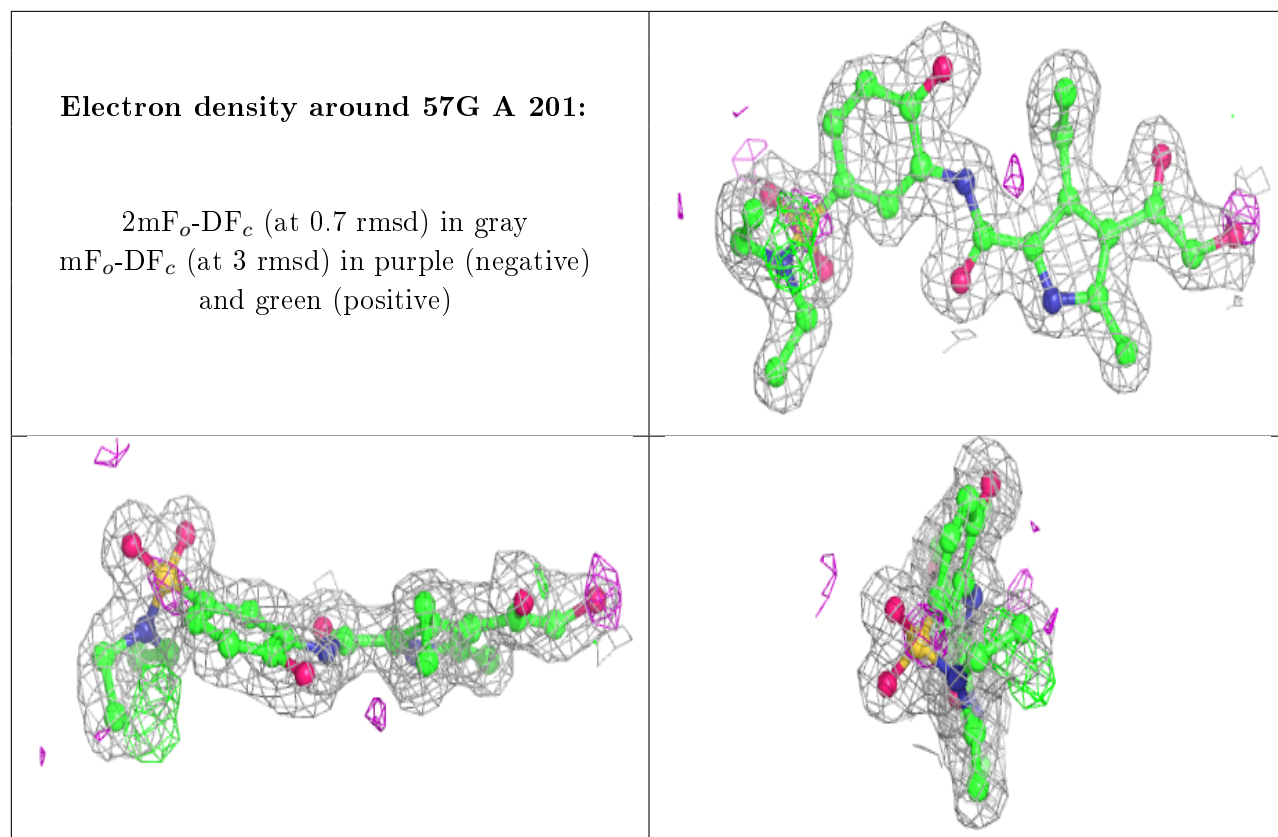 Electron density around 57G A 201:
2mFₒ-DF𝒸 (at 0.7 rmsd) in gray
mFₒ-DF𝒸 (at 3 rmsd) in purple (negative)
and green (positive)